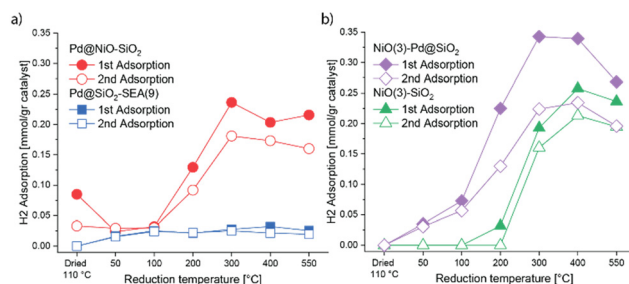 a)
Pd@NiO-SiO₂
1st Adsorption
2nd Adsorption
Pd@SiO₂-SEA(9)
1st Adsorption
2nd Adsorption
H2 Adsorption [mmol/gr catalyst]
0.35
0.30
0.25
0.20
0.15
0.10
0.05
0.00
Dried
110 °C
50
100
200
300
400
550
Reduction temperature [°C]
b)
NiO(3)-Pd@SiO₂
1st Adsorption
2nd Adsorption
NiO(3)-SiO₂
1st Adsorption
2nd Adsorption
H2 Adsorption [mmol/gr catalyst]
0.35
0.30
0.25
0.20
0.15
0.10
0.05
0.00
Dried
110 °C
50
100
200
300
400
550
Reduction temperature [°C]